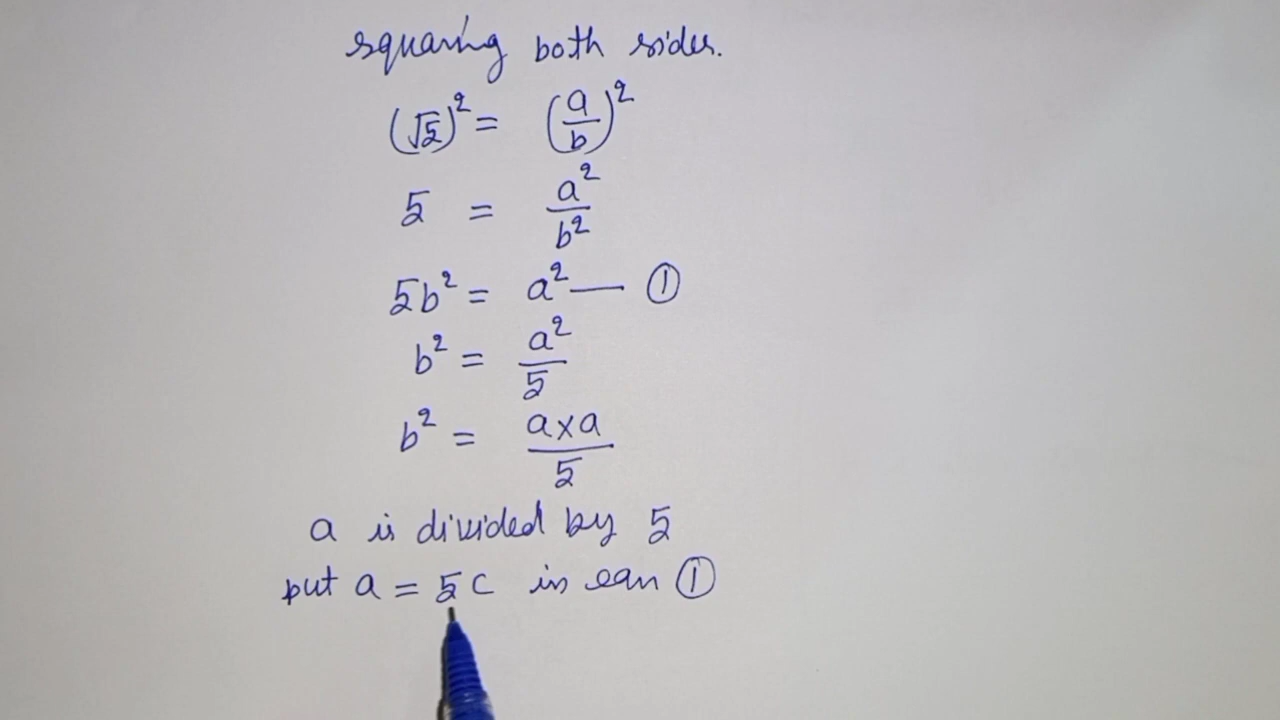 squaring both sides.
(√5)² = (a/b)²
5 = a²/b²
5b² = a² — ①
b² = a²/5
b² = a×a/5
a is divided by 5
put a = 5c in eqn ①